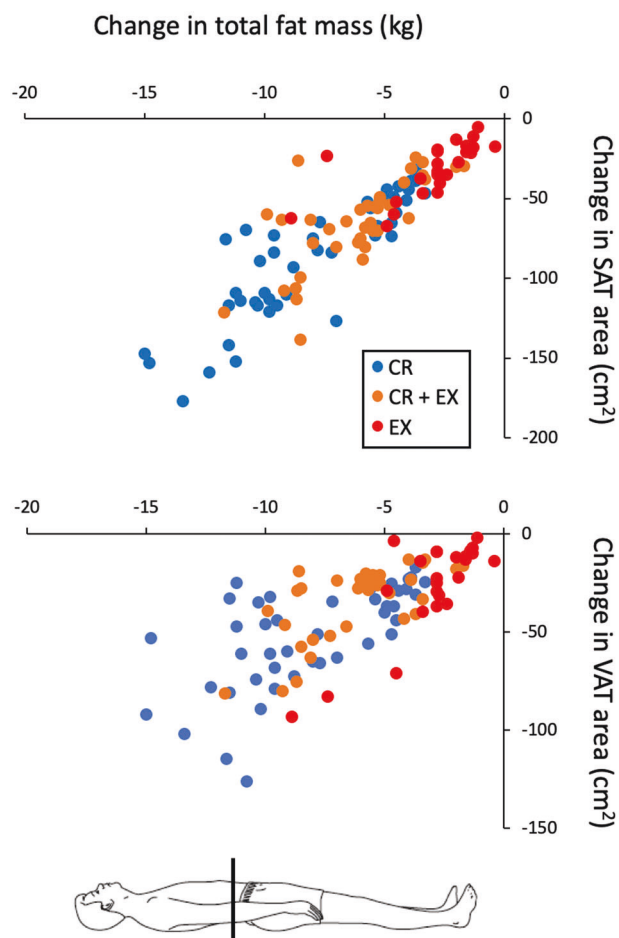 Change in total fat mass (kg)
-20 -15 -10 -5 0
0
-50
-100
-150
-200
Change in SAT area (cm²)
CR
CR + EX
EX
-20 -15 -10 -5 0
0
-50
-100
-150
Change in VAT area (cm²)